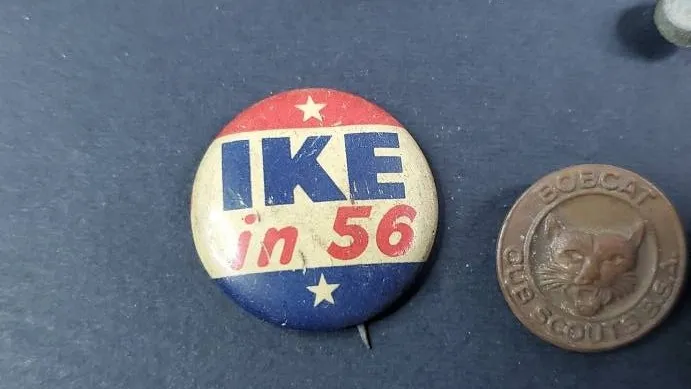 IKE
in 56
BOBCAT
CUB SCOUTS B.S.A.